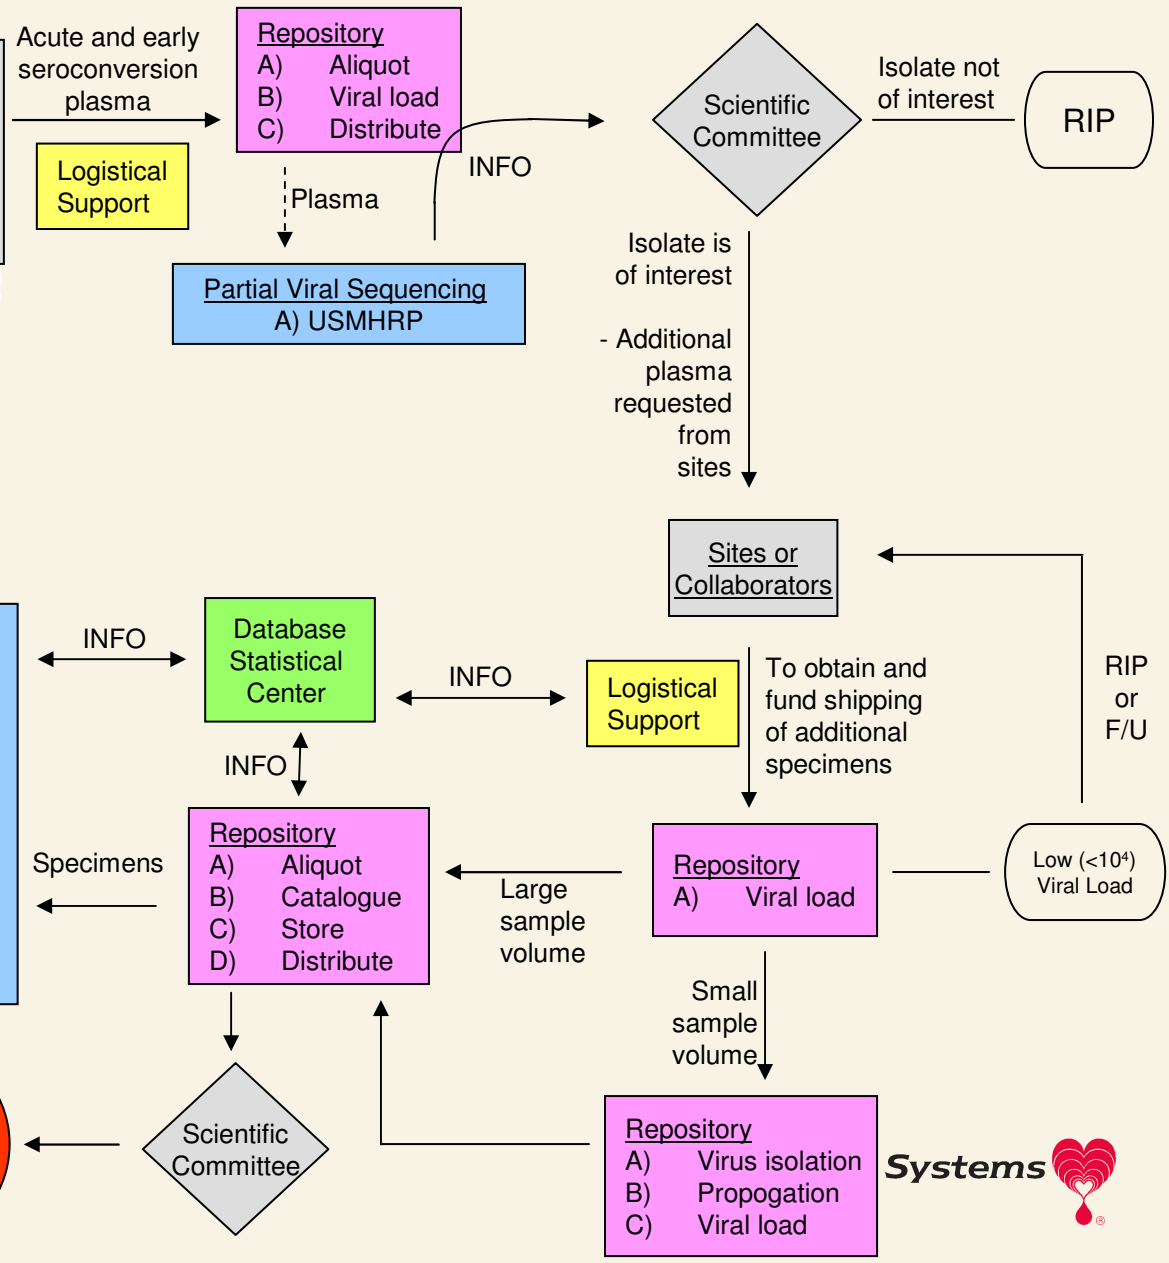 Acute and early
seroconversion
plasma
Logistical
Support
Repository
A) Aliquot
B) Viral load
C) Distribute
INFO
Plasma
Partial Viral Sequencing
A) USMHRP
Scientific
Committee
Isolate not
of interest
RIP
Isolate is
of interest
- Additional
plasma
requested
from
sites
Sites or
Collaborators
INFO
Database
Statistical
Center
INFO
Logistical
Support
To obtain and
fund shipping
of additional
specimens
RIP
or
F/U
INFO
Specimens
Repository
A) Aliquot
B) Catalogue
C) Store
D) Distribute
Large
sample
volume
Repository
A) Viral load
Low (<10⁴)
Viral Load
Small
sample
volume
Scientific
Committee
Repository
A) Virus isolation
B) Propogation
C) Viral load
Systems
®